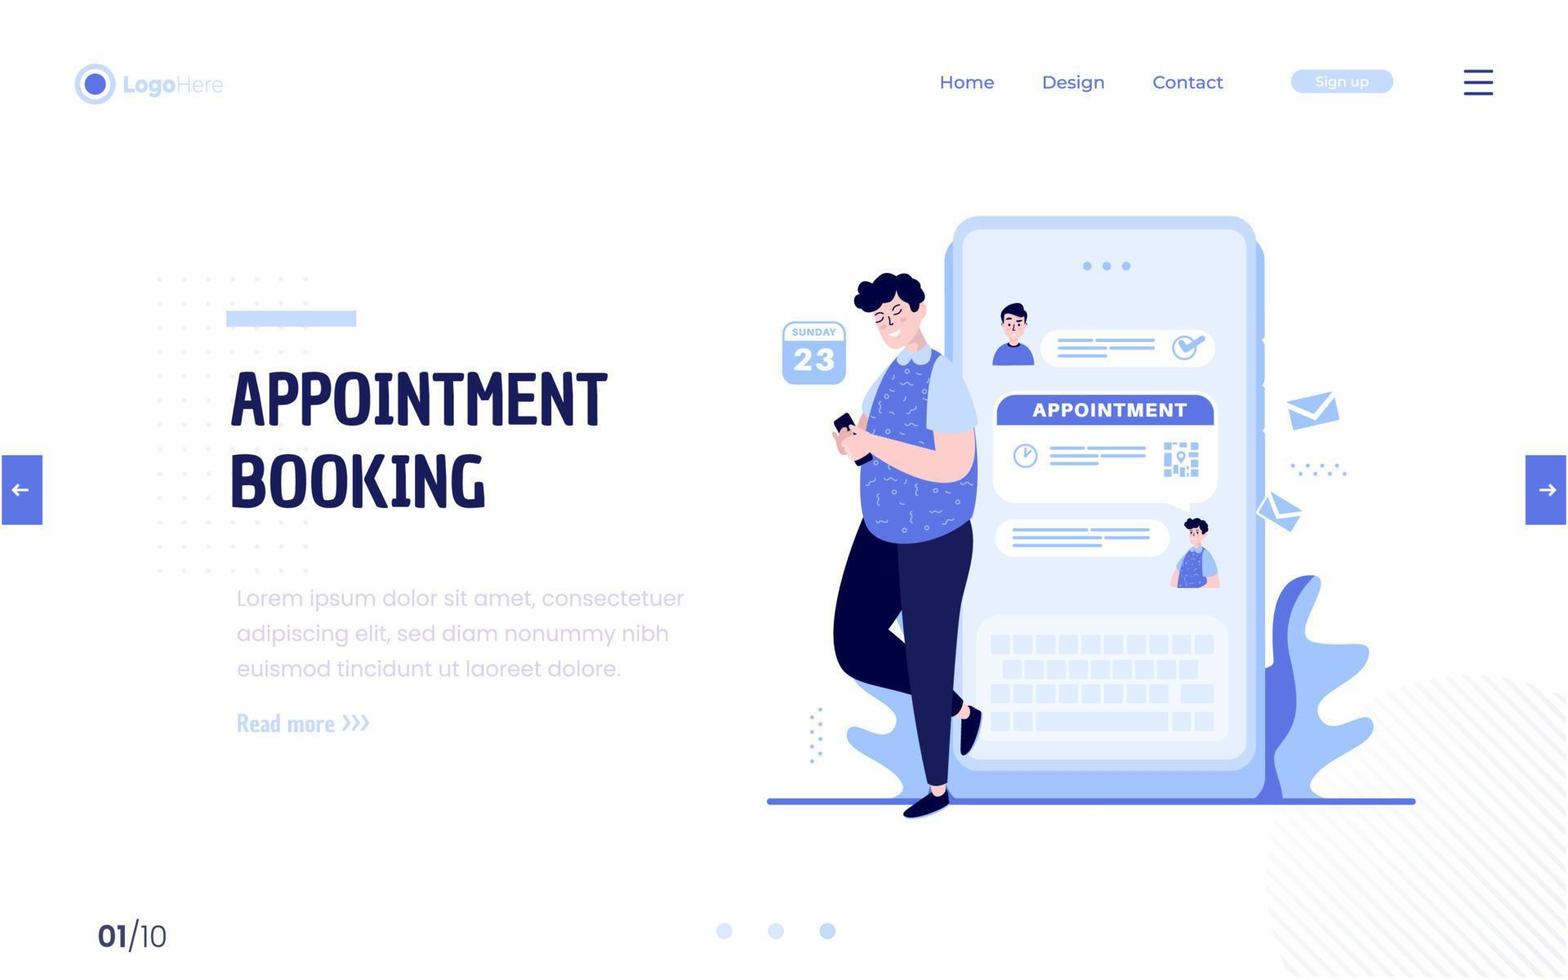 LogoHere
Home Design Contact Sign up
APPOINTMENT
BOOKING
Lorem ipsum dolor sit amet, consectetuer
adipiscing elit, sed diam nonummy nibh
euismod tincidunt ut laoreet dolore.
Read more
SUNDAY
23
APPOINTMENT
01/10